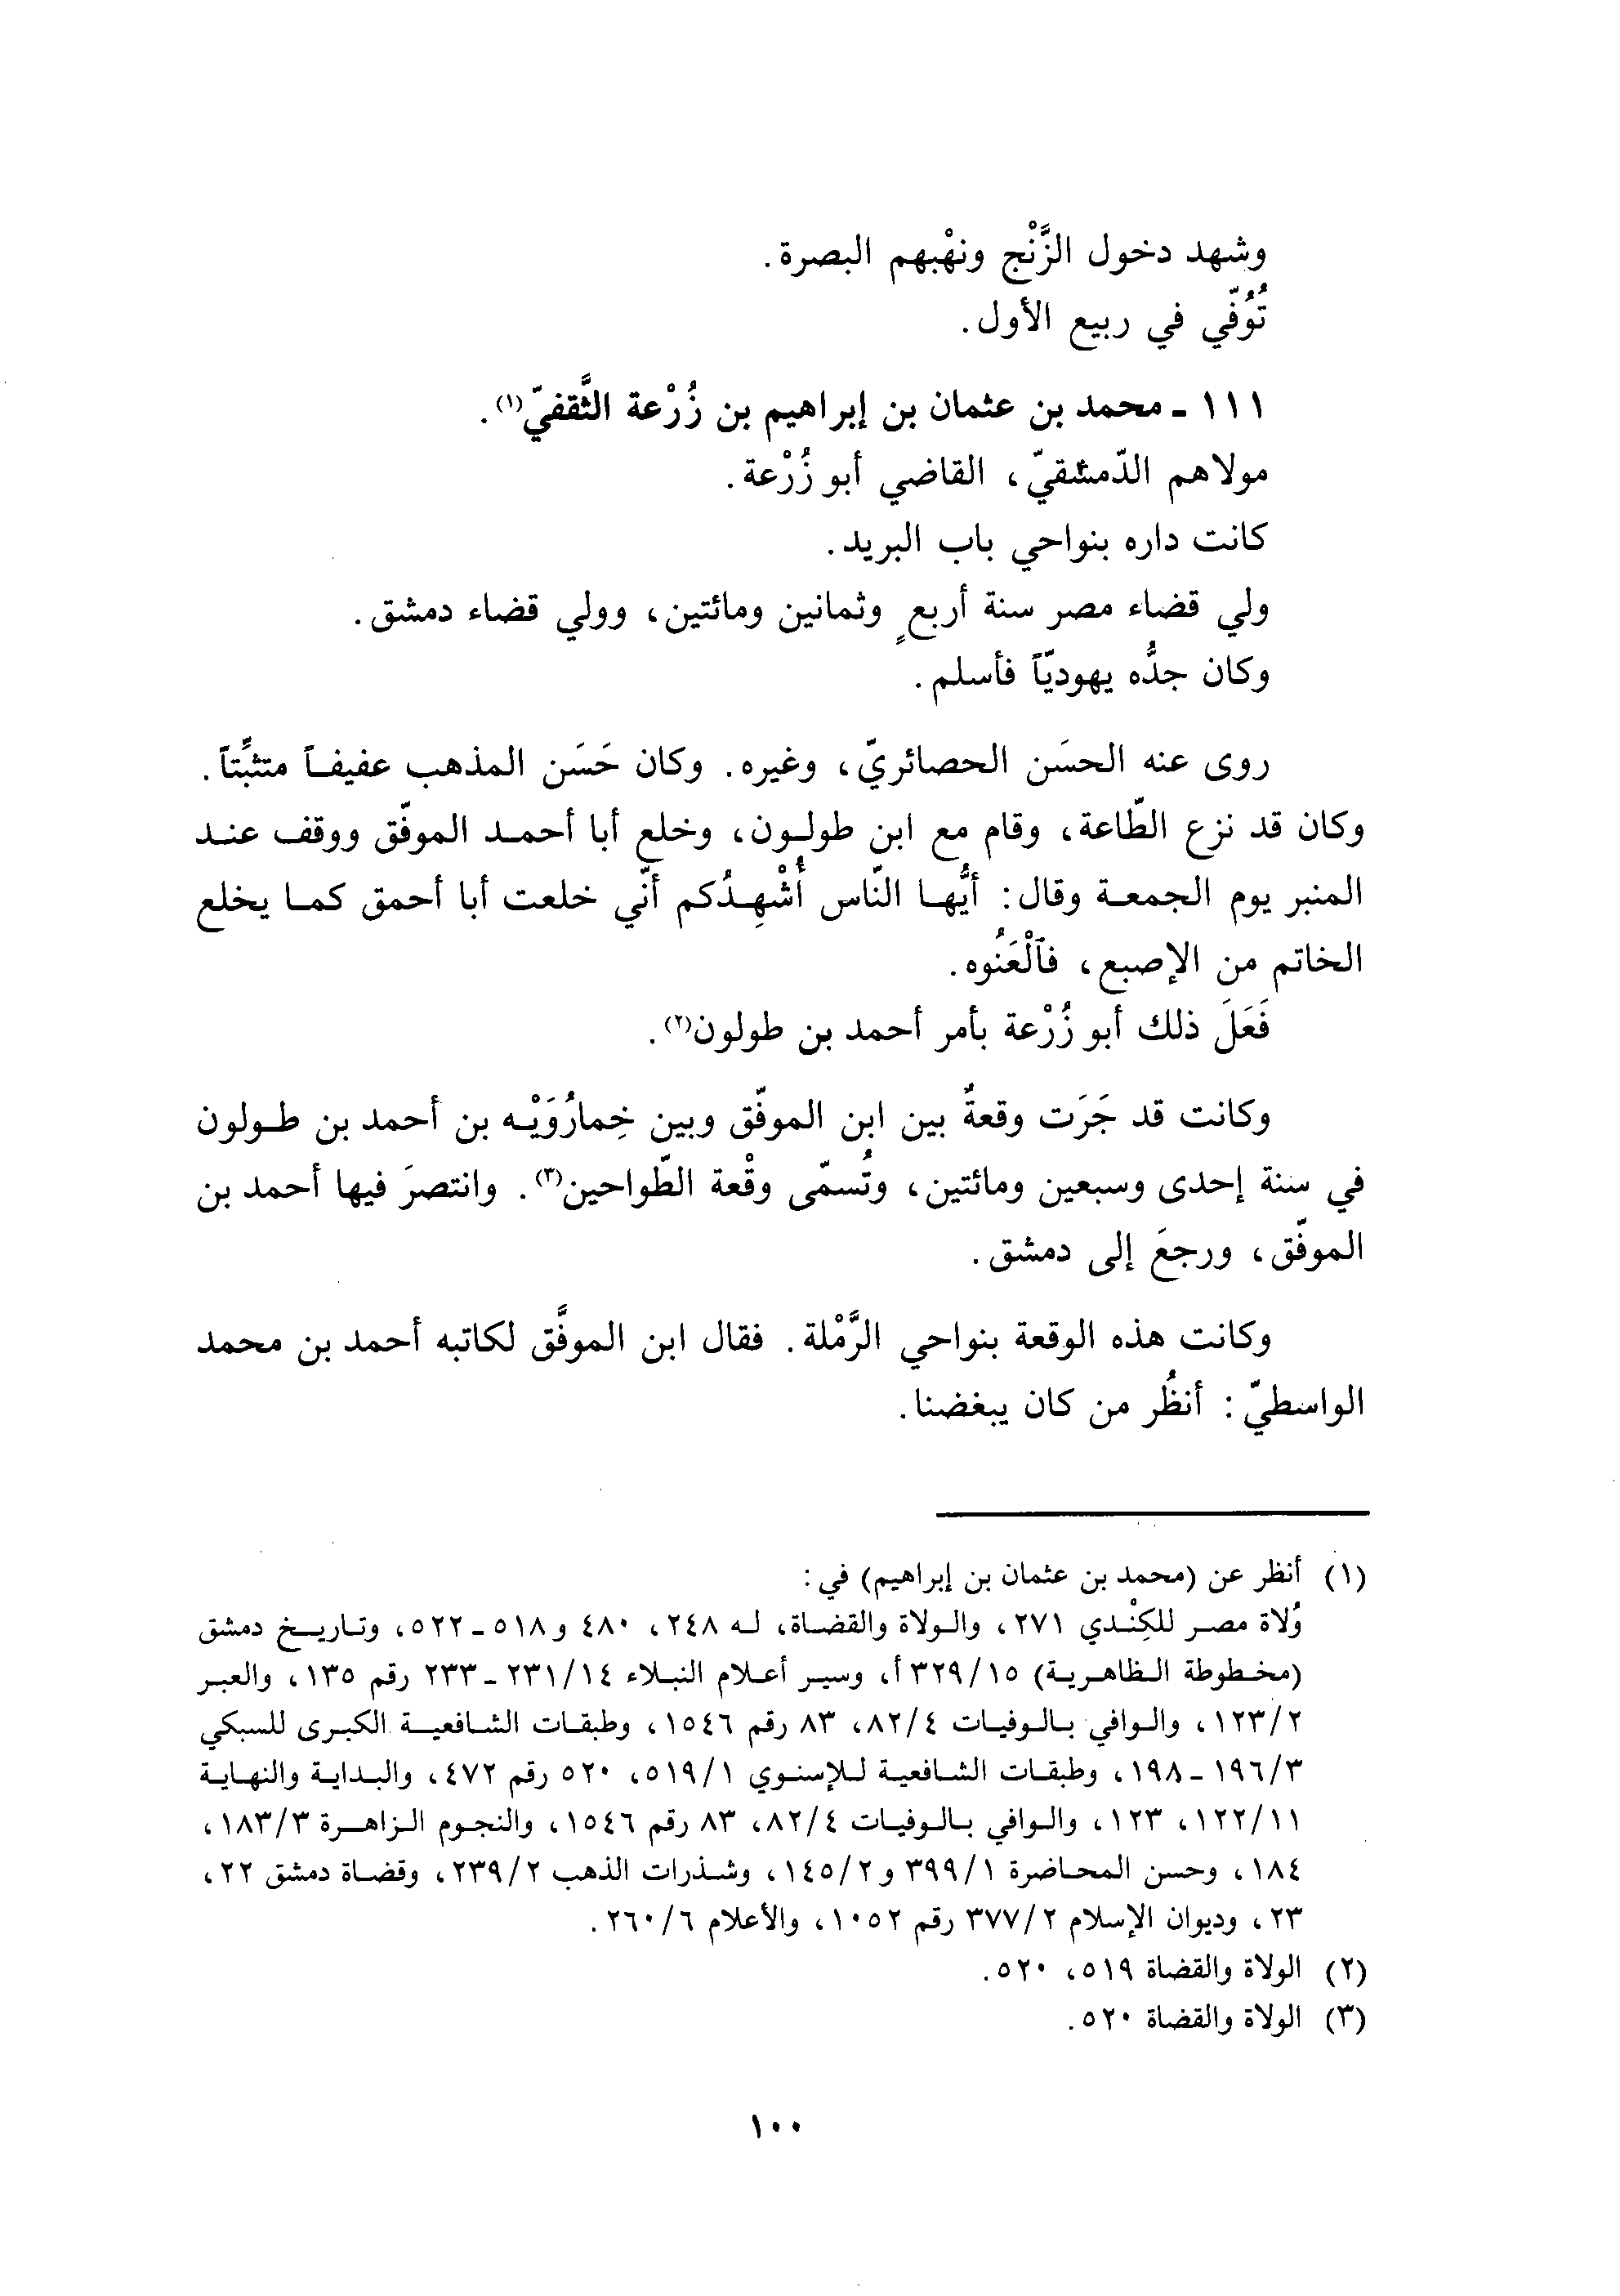 وشهد دخول الزَّنْج ونهْبهم البصرة.
تُوُفّي في ربيع الأول.
١١١ - محمد بن عثمان بن إبراهيم بن زُرْعة الثَّقفيّ(١).
مولاهم الدّمشقيّ، القاضي أبو زُرْعة.
كانت داره بنواحي باب البريد.
ولي قضاء مصر سنة أربعٍ وثمانين ومائتين، وولي قضاء دمشق.
وكان جدُّه يهوديّاً فأسلم.
روى عنه الحسَن الحصائريّ، وغيره. وكان حَسَن المذهب عفيفاً متثبِّتاً.
وكان قد نزع الطّاعة، وقام مع ابن طولون، وخلع أبا أحمد الموفّق ووقف عند
المنبر يوم الجمعة وقال: أيُّها النّاس أُشْهِدُكم أنّي خلعت أبا أحمق كما يخلع
الخاتم من الإصبع، فٱلْعَنُوه.
فَعَلَ ذلك أبو زُرْعة بأمر أحمد بن طولون(٢).
وكانت قد جَرَت وقعةٌ بين ابن الموفّق وبين خِمارُوَيْه بن أحمد بن طولون
في سنة إحدى وسبعين ومائتين، وتُسمّى وقْعة الطّواحين(٣). وانتصرَ فيها أحمد بن
الموفّق، ورجعَ إلى دمشق.
وكانت هذه الوقعة بنواحي الرَّمْلة. فقال ابن الموفَّق لكاتبه أحمد بن محمد
الواسطيّ: أنظُر من كان يبغضنا.
(١) أنظر عن (محمد بن عثمان بن إبراهيم) في:
وُلاة مصر للكِنْدي ٢٧١، والولاة والقضاة، له ٢٤٨، ٤٨٠ و٥١٨ - ٥٢٢، وتاريخ دمشق
(مخطوطة الظاهرية) ٣٢٩/١٥ أ، وسير أعلام النبلاء ٢٣١/١٤ - ٢٣٣ رقم ١٣٥، والعبر
١٢٣/٢، والوافي بالوفيات ٨٢/٤، ٨٣ رقم ١٥٤٦، وطبقات الشافعية الكبرى للسبكي
١٩٦/٣ - ١٩٨، وطبقات الشافعية للإسنوي ٥١٩/١، ٥٢٠ رقم ٤٧٢، والبداية والنهاية
١٢٢/١١، ١٢٣، والوافي بالوفيات ٨٢/٤، ٨٣ رقم ١٥٤٦، والنجوم الزاهرة ١٨٣/٣،
١٨٤، وحسن المحاضرة ٣٩٩/١ و١٤٥/٢، وشذرات الذهب ٢٣٩/٢، وقضاة دمشق ٢٢،
٢٣، وديوان الإسلام ٣٧٧/٢ رقم ١٠٥٢، والأعلام ٢٦٠/٦.
(٢) الولاة والقضاة ٥١٩، ٥٢٠.
(٣) الولاة والقضاة ٥٢٠.
١٠٠